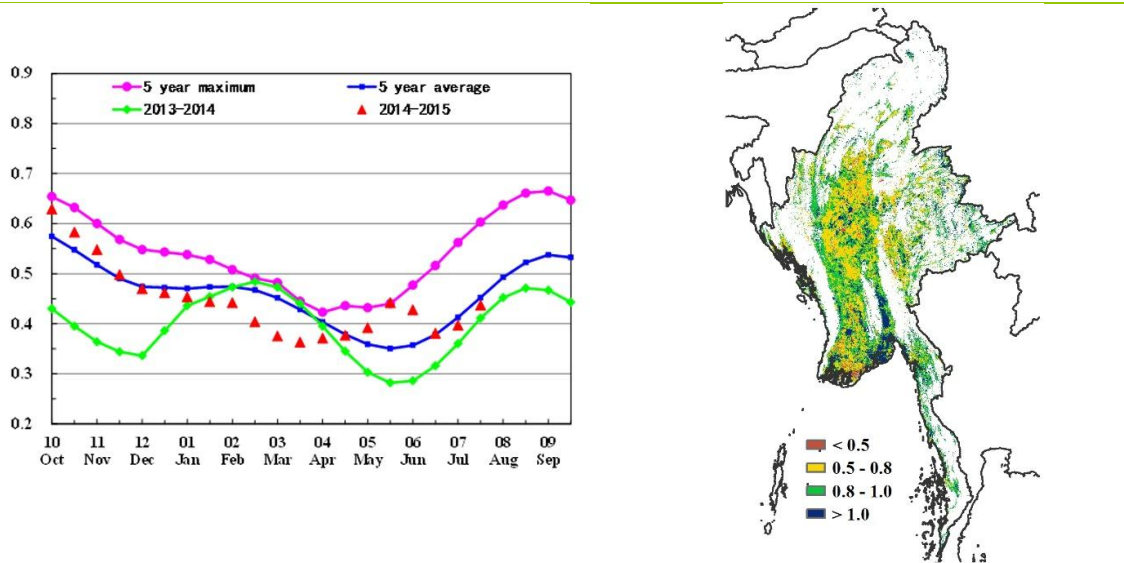 0.9
5 year maximum
5 year average
2013-2014
2014-2015
0.8
0.7
0.6
0.5
0.4
0.3
0.2
10 11 12 01 02 03 04 05 06 07 08 09
Oct Nov Dec Jan Feb Mar Apr May Jun Jul Aug Sep
< 0.5
0.5 - 0.8
0.8 - 1.0
> 1.0